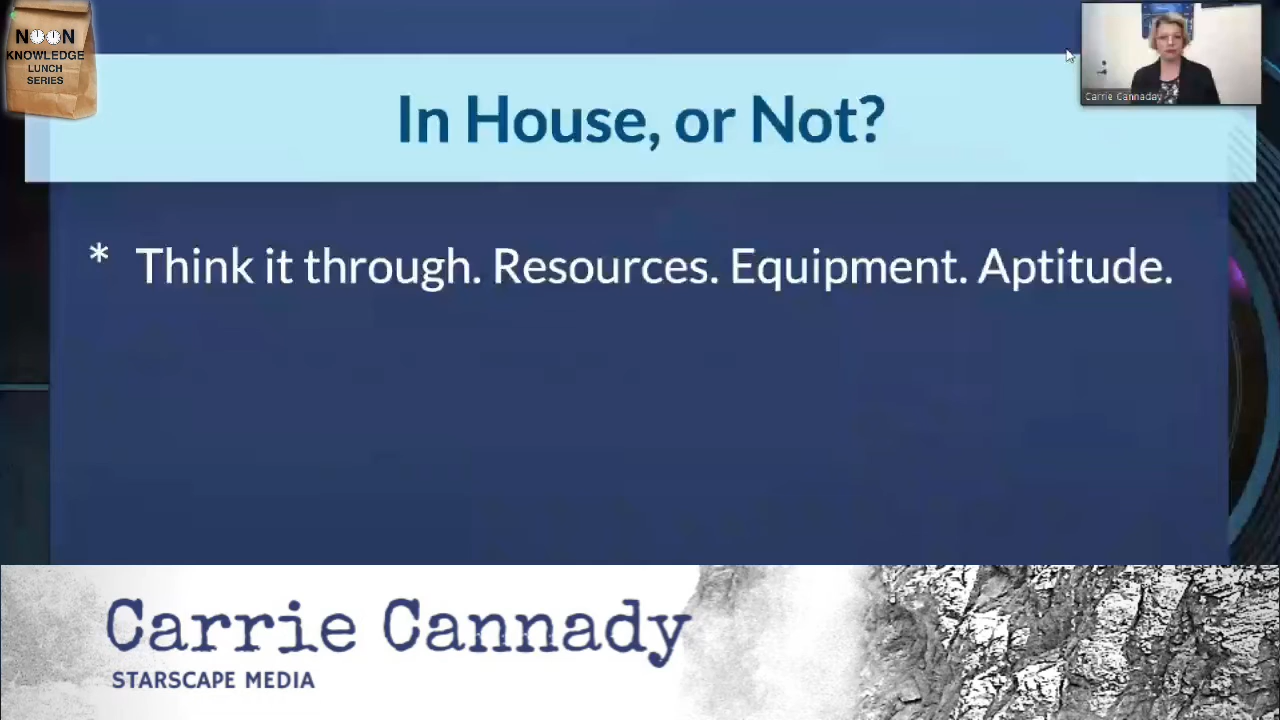 NOON
KNOWLEDGE
LUNCH
SERIES
In House, or Not?
Carrie Cannaday
* Think it through. Resources. Equipment. Aptitude.
Carrie Cannady
STARSCAPE MEDIA